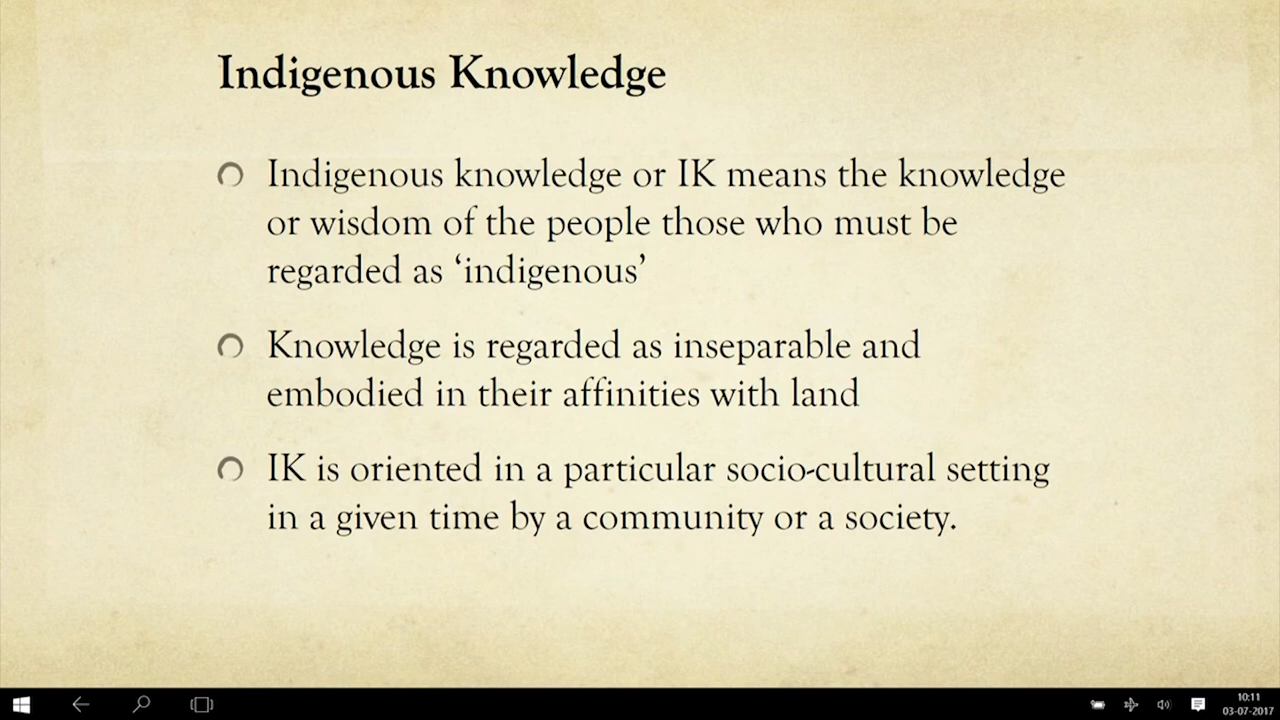 Indigenous Knowledge
Indigenous knowledge or IK means the knowledge
or wisdom of the people those who must be
regarded as ‘indigenous’
Knowledge is regarded as inseparable and
embodied in their affinities with land
IK is oriented in a particular socio-cultural setting
in a given time by a community or a society.
10:11
03-07-2017